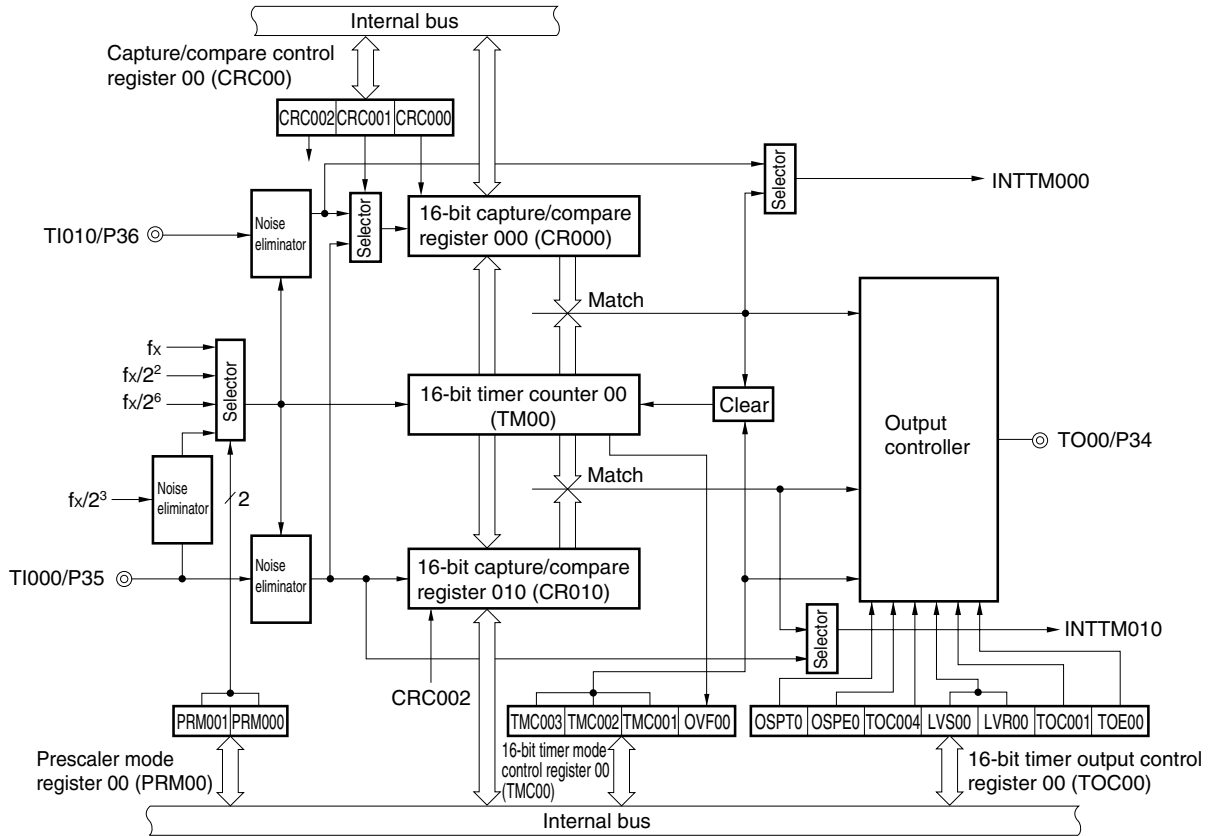 Internal bus
Capture/compare control
register 00 (CRC00)
CRC002 CRC001 CRC000
Selector
INTTM000
TI010/P36
Noise
eliminator
Selector
16-bit capture/compare
register 000 (CR000)
Match
fx
fx/2²
fx/2⁶
Selector
16-bit timer counter 00
(TM00)
Clear
Output
controller
TO00/P34
fx/2³
Noise
eliminator
2
Match
TI000/P35
Noise
eliminator
16-bit capture/compare
register 010 (CR010)
Selector
INTTM010
CRC002
PRM001 PRM000
TMC003 TMC002 TMC001 OVF00
OSPT0 OSPE0 TOC004 LVS00 LVR00 TOC001 TOE00
Prescaler mode
register 00 (PRM00)
16-bit timer mode
control register 00
(TMC00)
16-bit timer output control
register 00 (TOC00)
Internal bus